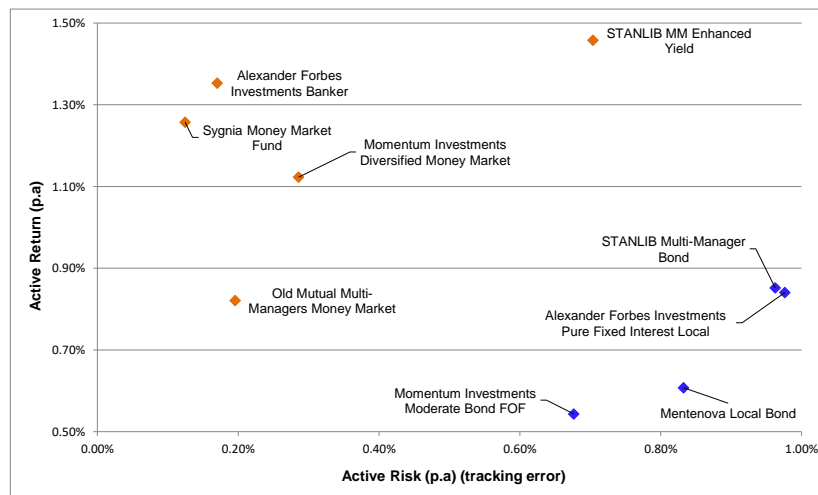 1.50%
STANLIB MM Enhanced
Yield
Alexander Forbes
Investments Banker
1.30%
Sygnia Money Market
Fund
Momentum Investments
Diversified Money Market
1.10%
Active Return (p.a)
STANLIB Multi-Manager
Bond
0.90%
Old Mutual Multi-
Managers Money Market
Alexander Forbes Investments
Pure Fixed Interest Local
0.70%
Momentum Investments
Moderate Bond FOF
Mentenova Local Bond
0.50%
0.00% 0.20% 0.40% 0.60% 0.80% 1.00%
Active Risk (p.a) (tracking error)